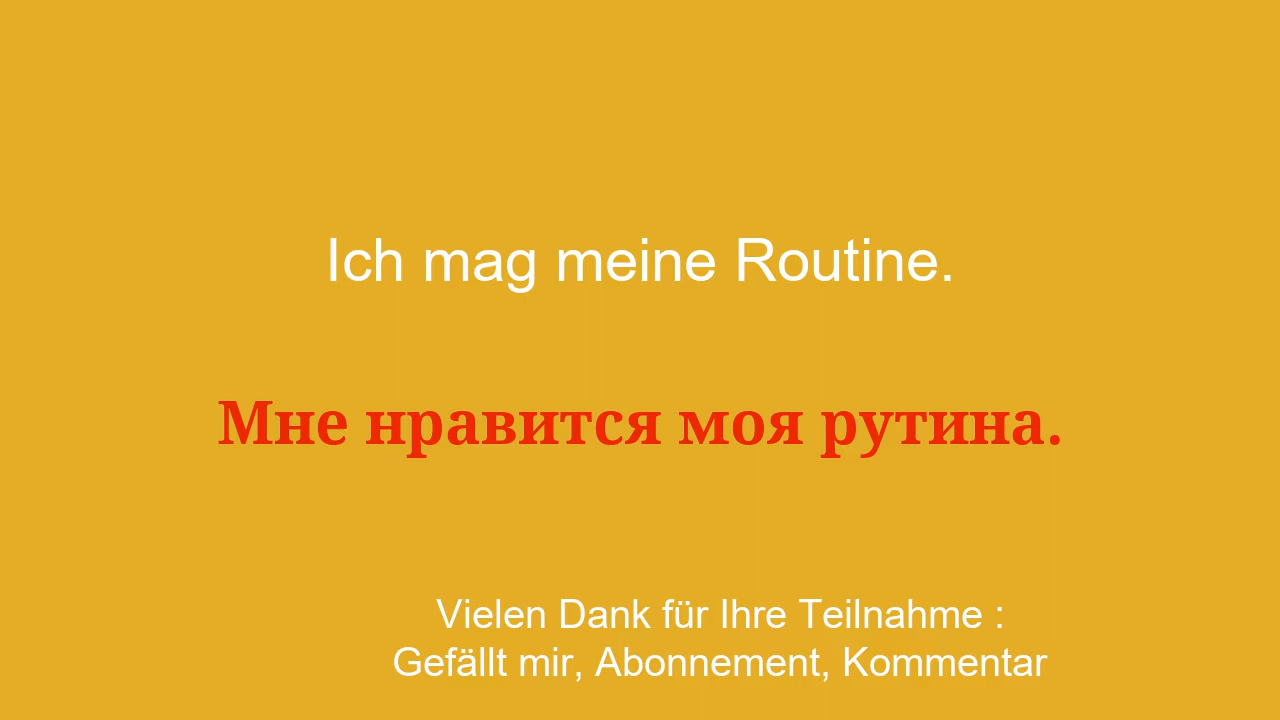 Ich mag meine Routine.
Мне нравится моя рутина.
Vielen Dank für Ihre Teilnahme :
Gefällt mir, Abonnement, Kommentar